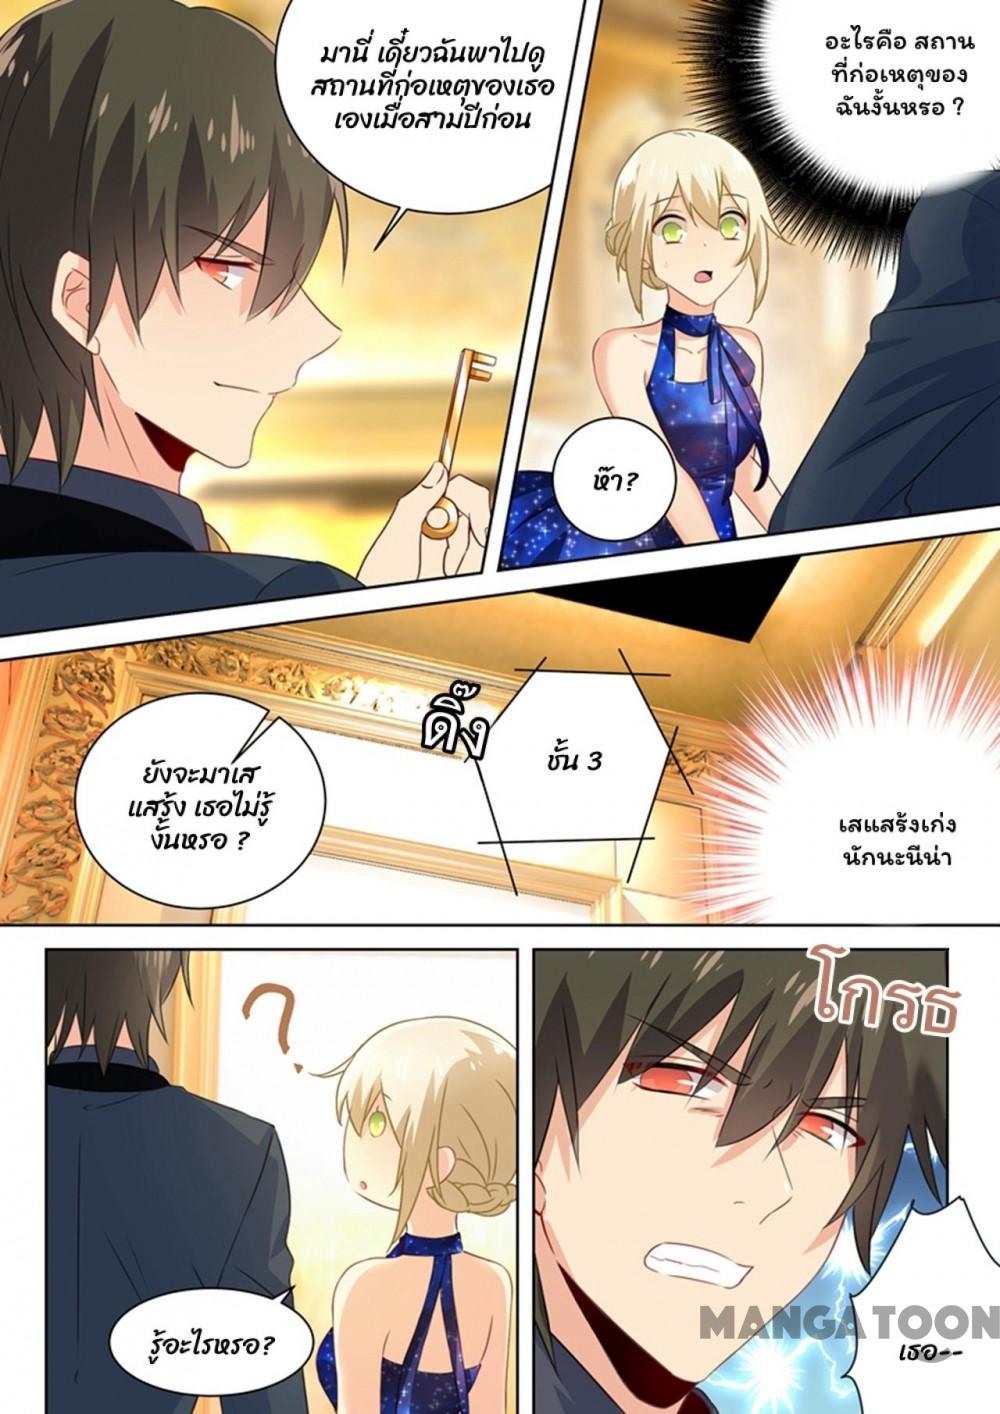 มานี่ เดี๋ยวฉันพาไปดู
สถานที่ก่อเหตุของเธอ
เองเมื่อสามปีก่อน
อะไรคือ สถาน
ที่ก่อเหตุของ
ฉันงั้นหรอ ?
ห๊า?
ดิ๊ง
ชั้น 3
ยังจะมาเส
แสร้ง เธอไม่รู้
งั้นหรอ ?
เสแสร้งเก่ง
นักนะนีน่า
?
รู้อะไรหรอ?
โกรธ
เธอ--
MANGATOON